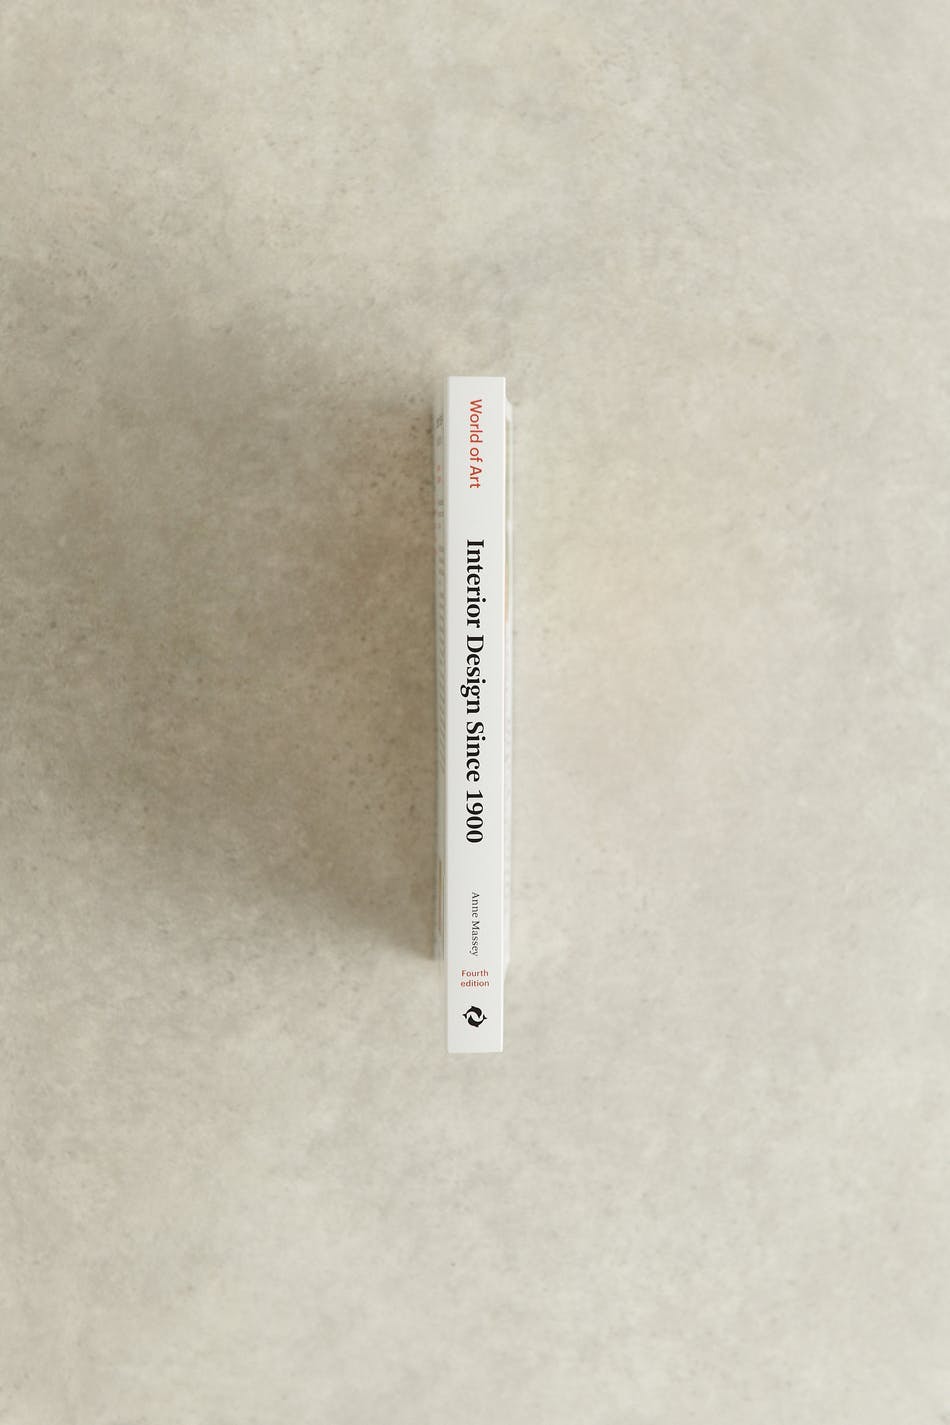 World of Art
Interior Design Since 1900
Anne Massey
Fourth
edition